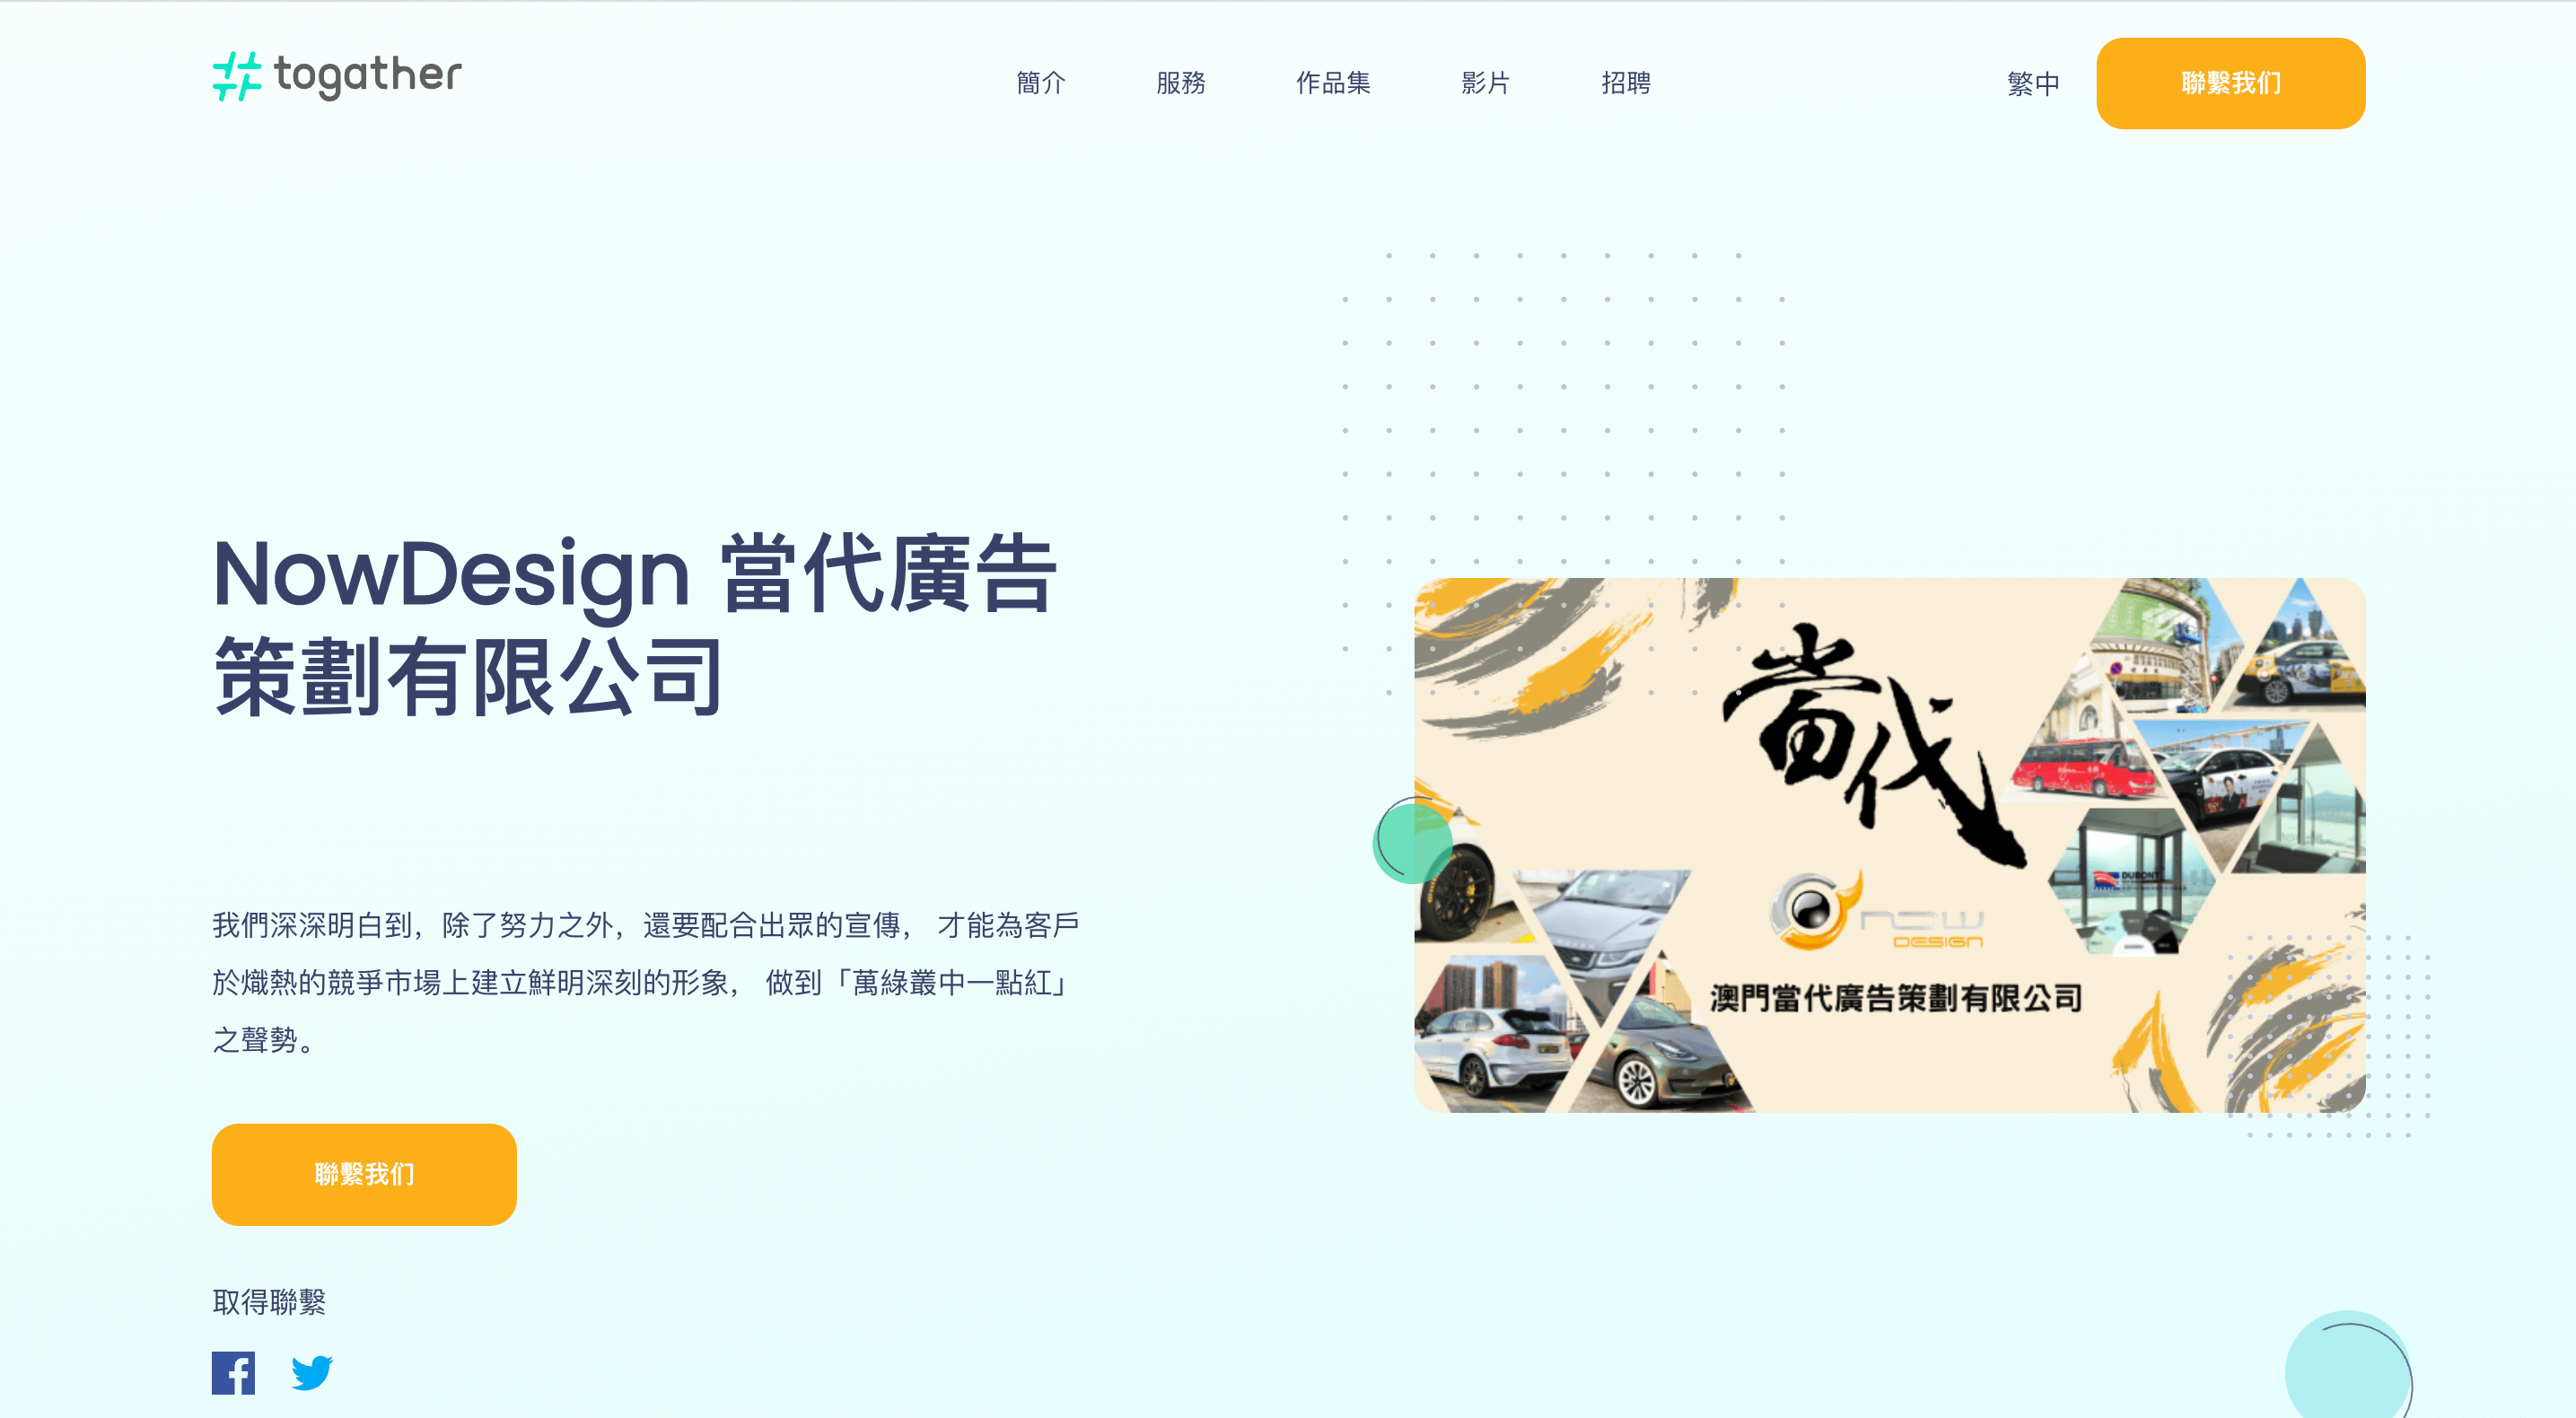 togather
簡介
服務
作品集
影片
招聘
繁中
聯繫我们
NowDesign 當代廣告
策劃有限公司
我們深深明白到，除了努力之外，還要配合出眾的宣傳， 才能為客戶
於熾熱的競爭市場上建立鮮明深刻的形象， 做到「萬綠叢中一點紅」
之聲勢。
聯繫我们
取得聯繫
當代
NOW
DESIGN
澳門當代廣告策劃有限公司
DUBONT